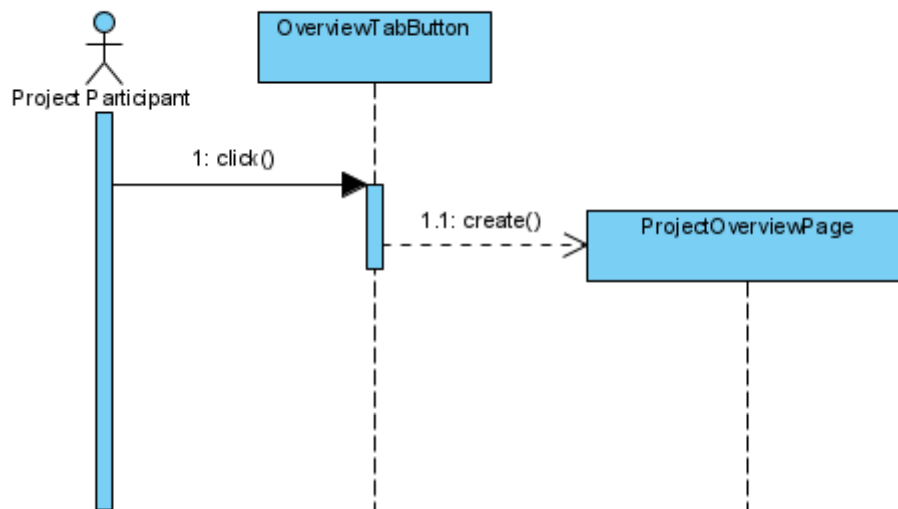 OverviewTabButton
Project Participant
1: click()
1.1: create()
ProjectOverviewPage